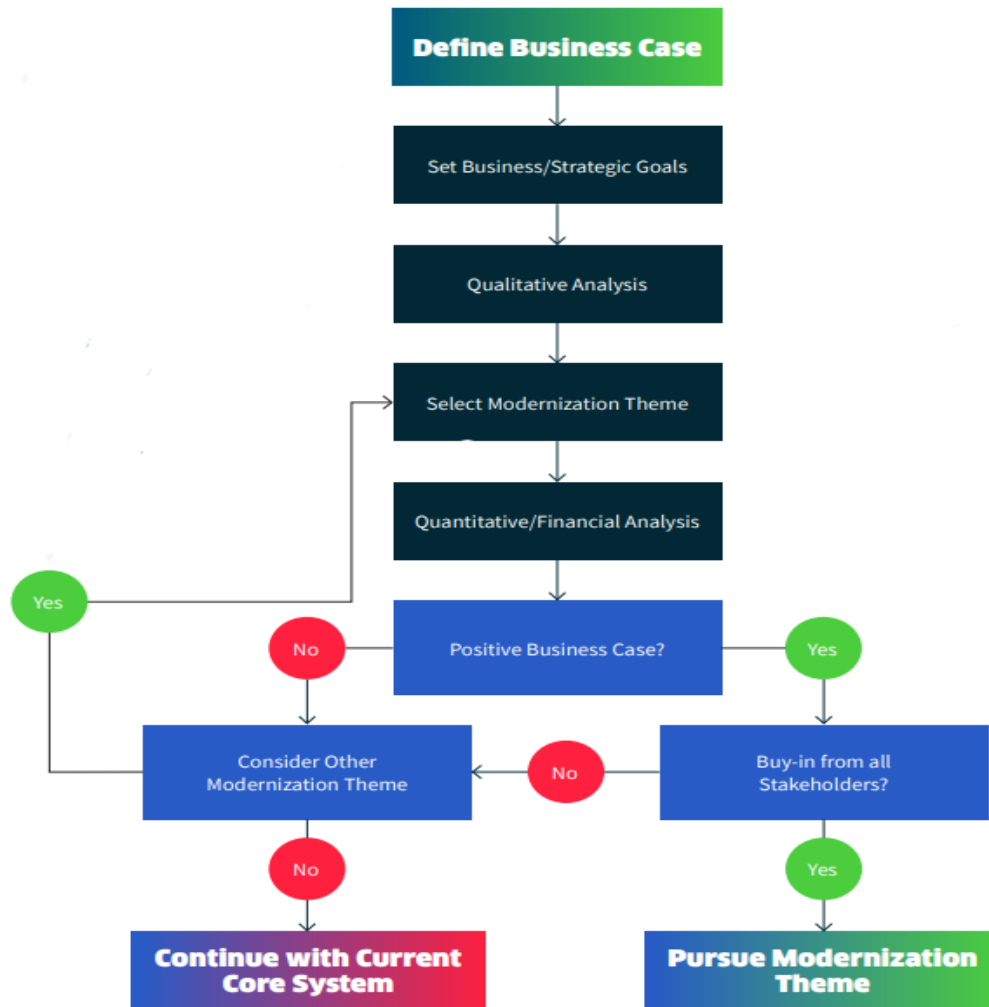 Define Business Case
Set Business/Strategic Goals
Qualitative Analysis
Select Modernization Theme
Quantitative/Financial Analysis
Yes
No
Positive Business Case?
Yes
Consider Other
Modernization Theme
No
Buy-in from all
Stakeholders?
No
Yes
Continue with Current
Core System
Pursue Modernization
Theme